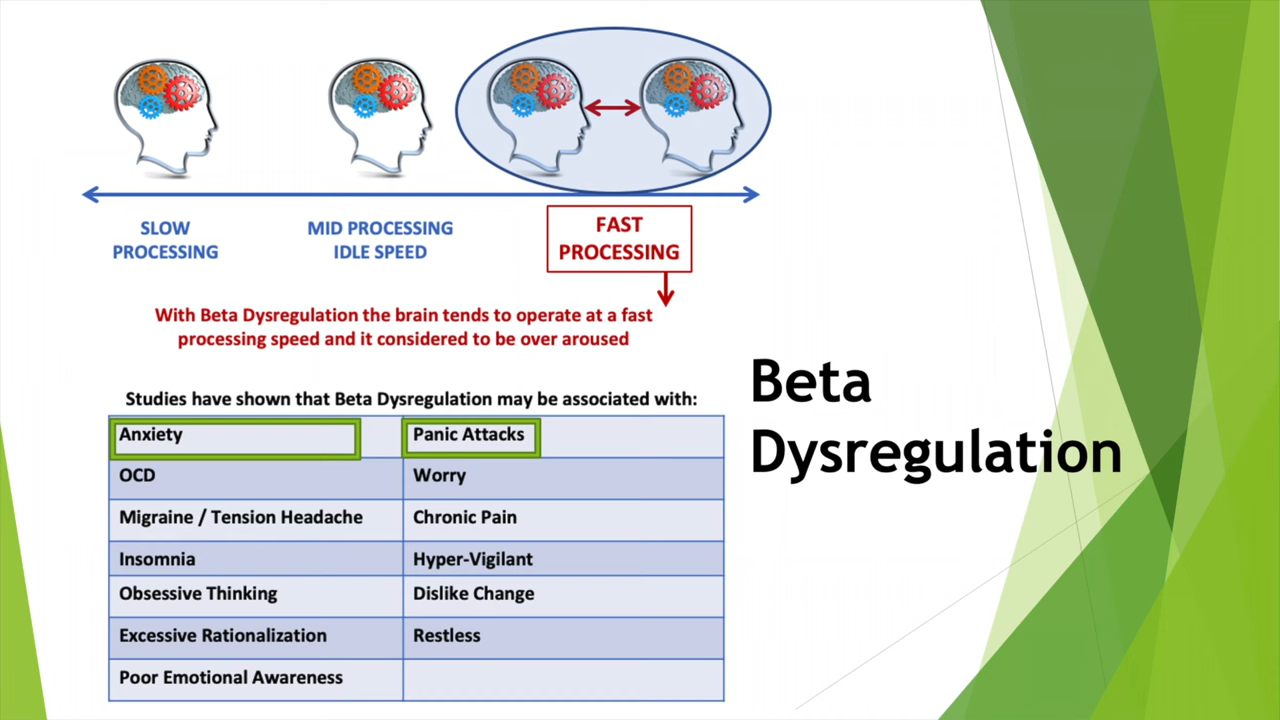 SLOW
PROCESSING
MID PROCESSING
IDLE SPEED
FAST
PROCESSING
With Beta Dysregulation the brain tends to operate at a fast
processing speed and it considered to be over aroused
Beta
Dysregulation
Studies have shown that Beta Dysregulation may be associated with:
Anxiety
Panic Attacks
OCD
Worry
Migraine / Tension Headache
Chronic Pain
Insomnia
Hyper-Vigilant
Obsessive Thinking
Dislike Change
Excessive Rationalization
Restless
Poor Emotional Awareness